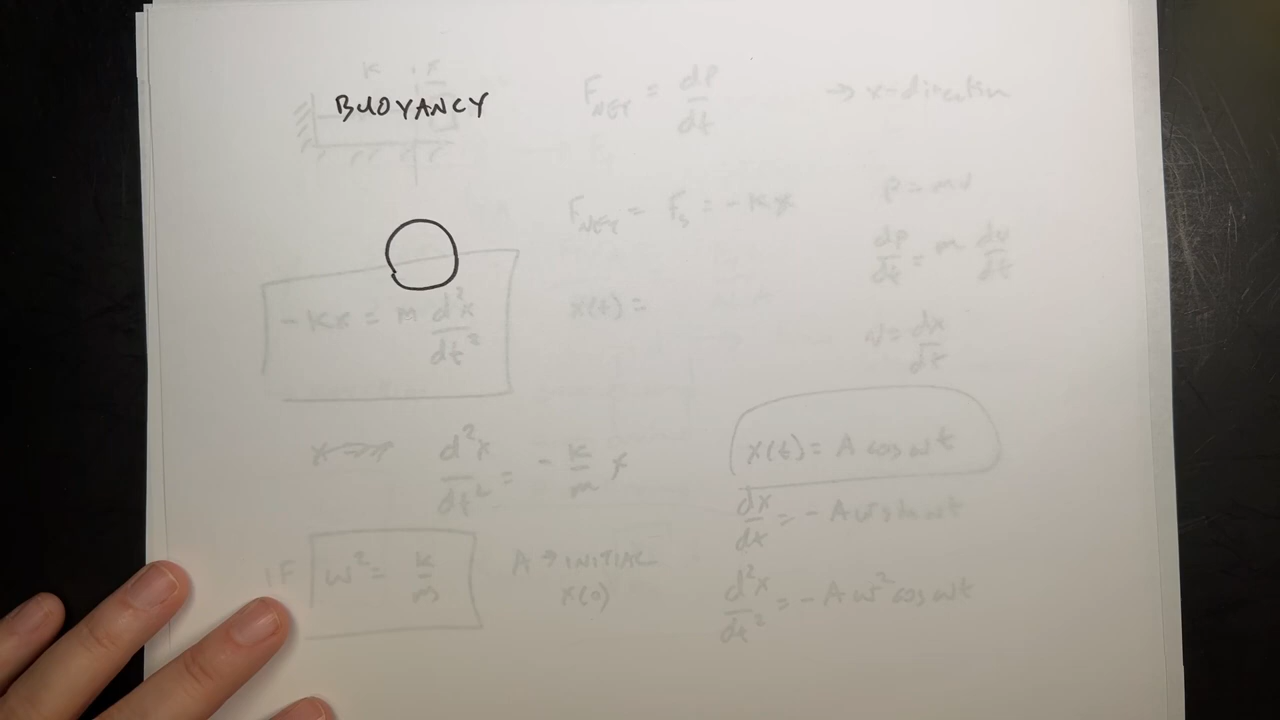 K x
BUOYANCY
F_NET = dP/dt → x-direction
F_NET = F_s = -Kx
p = mv
dp/dt = m dv/dt
-Kx = m d²x/dt²
x(t) =
v = dx/dt
d²x/dt² = - K/m x
x(t) = A cos ωt
dx/dx = - Aω sin ωt
IF ω² = K/m
A → INITIAL
x(0)
d²x/dt² = - Aω² cos ωt